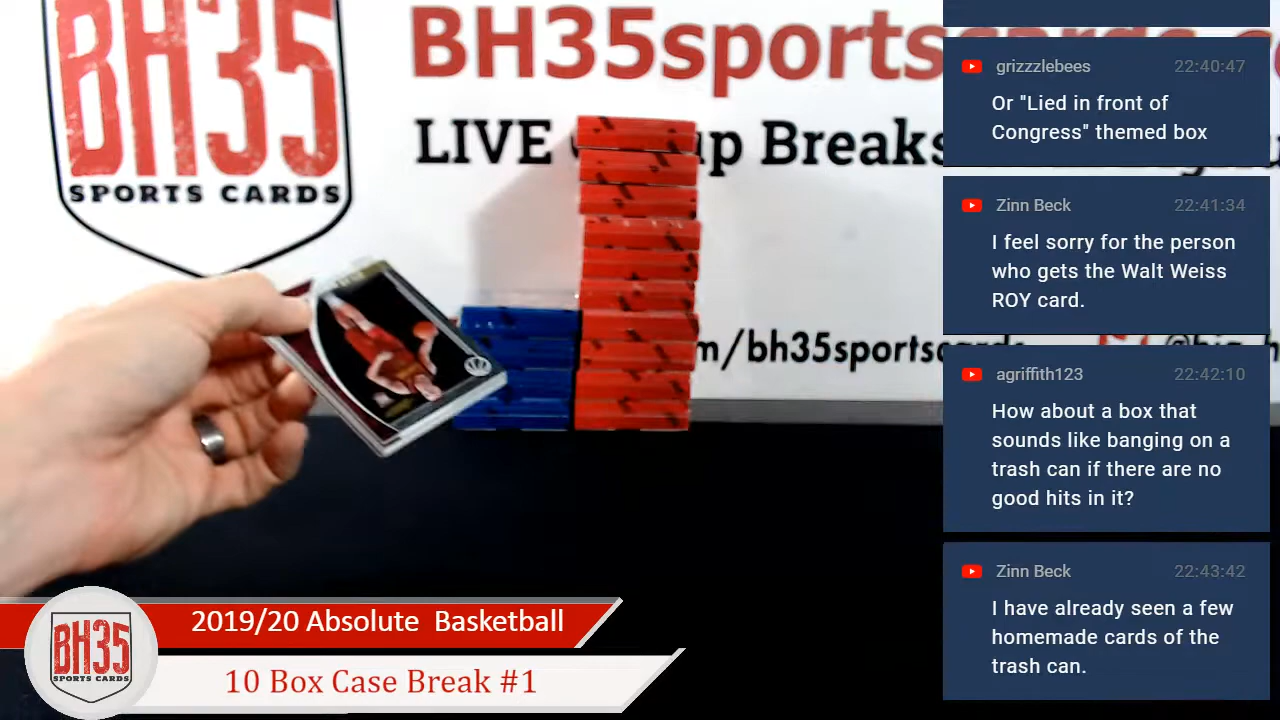 BH35
SPORTS CARDS
BH35sportscards.c
LIVE
Breaks
m/bh35sportscards
grizzzlebees 22:40:47
Or "Lied in front of
Congress" themed box
Zinn Beck 22:41:34
I feel sorry for the person
who gets the Walt Weiss
ROY card.
agriffith123 22:42:10
How about a box that
sounds like banging on a
trash can if there are no
good hits in it?
Zinn Beck 22:43:42
I have already seen a few
homemade cards of the
trash can.
2019/20 Absolute Basketball
10 Box Case Break #1
BH35
SPORTS CARDS